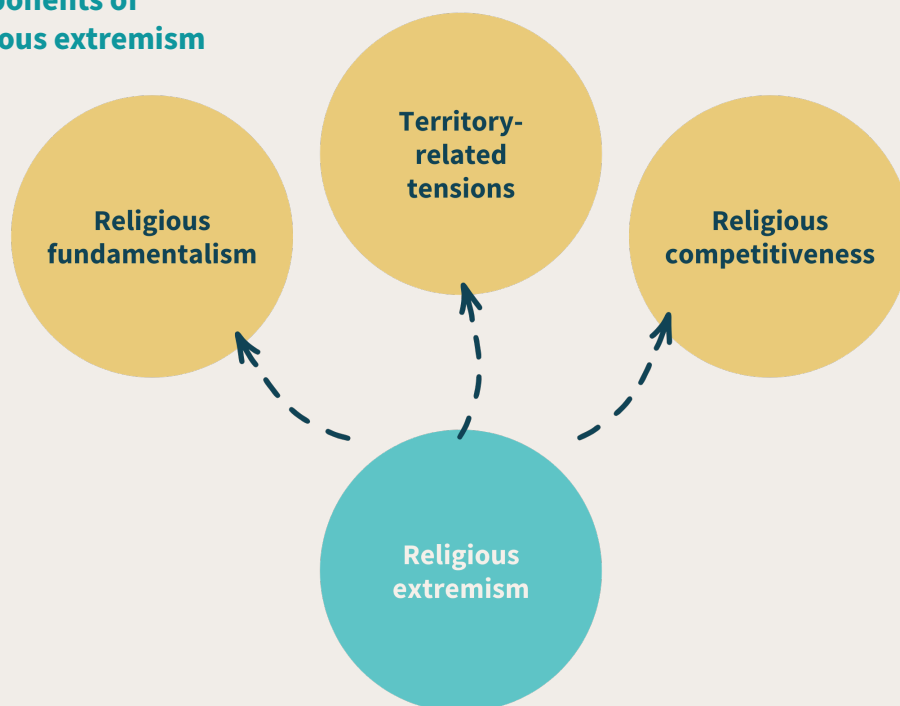 ous extremism
Territory-
related
tensions
Religious
fundamentalism
Religious
competitiveness
Religious
extremism